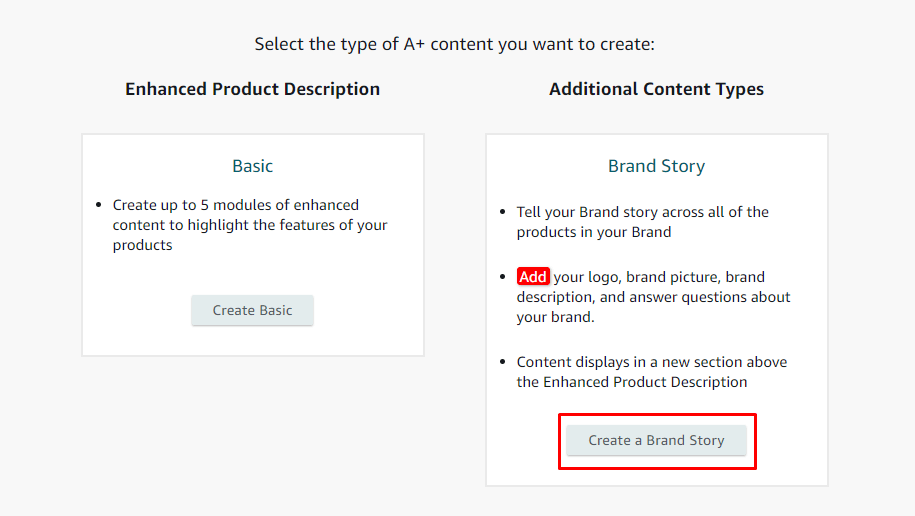 Select the type of A+ content you want to create:
Enhanced Product Description
Basic
• Create up to 5 modules of enhanced
content to highlight the features of your
products
Create Basic
Additional Content Types
Brand Story
• Tell your Brand story across all of the
products in your Brand
• Add your logo, brand picture, brand
description, and answer questions about
your brand.
• Content displays in a new section above
the Enhanced Product Description
Create a Brand Story